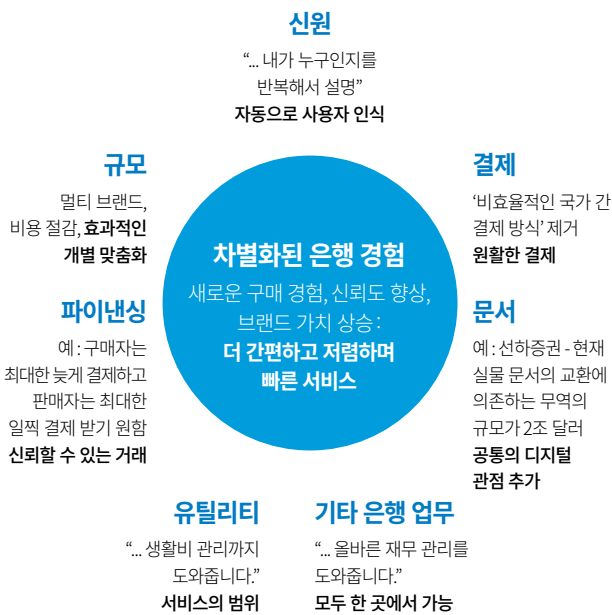 신원
“... 내가 누구인지를
반복해서 설명”
자동으로 사용자 인식
규모
멀티 브랜드,
비용 절감, 효과적인
개별 맞춤화
결제
‘비효율적인 국가 간
결제 방식’ 제거
원활한 결제
차별화된 은행 경험
새로운 구매 경험, 신뢰도 향상,
브랜드 가치 상승 :
더 간편하고 저렴하며
빠른 서비스
파이낸싱
예 : 구매자는
최대한 늦게 결제하고
판매자는 최대한
일찍 결제 받기 원함
신뢰할 수 있는 거래
문서
예 : 선하증권 - 현재
실물 문서의 교환에
의존하는 무역의
규모가 2조 달러
공통의 디지털
관점 추가
유틸리티
“... 생활비 관리까지
도와줍니다.”
서비스의 범위
기타 은행 업무
“... 올바른 재무 관리를
도와줍니다.”
모두 한 곳에서 가능